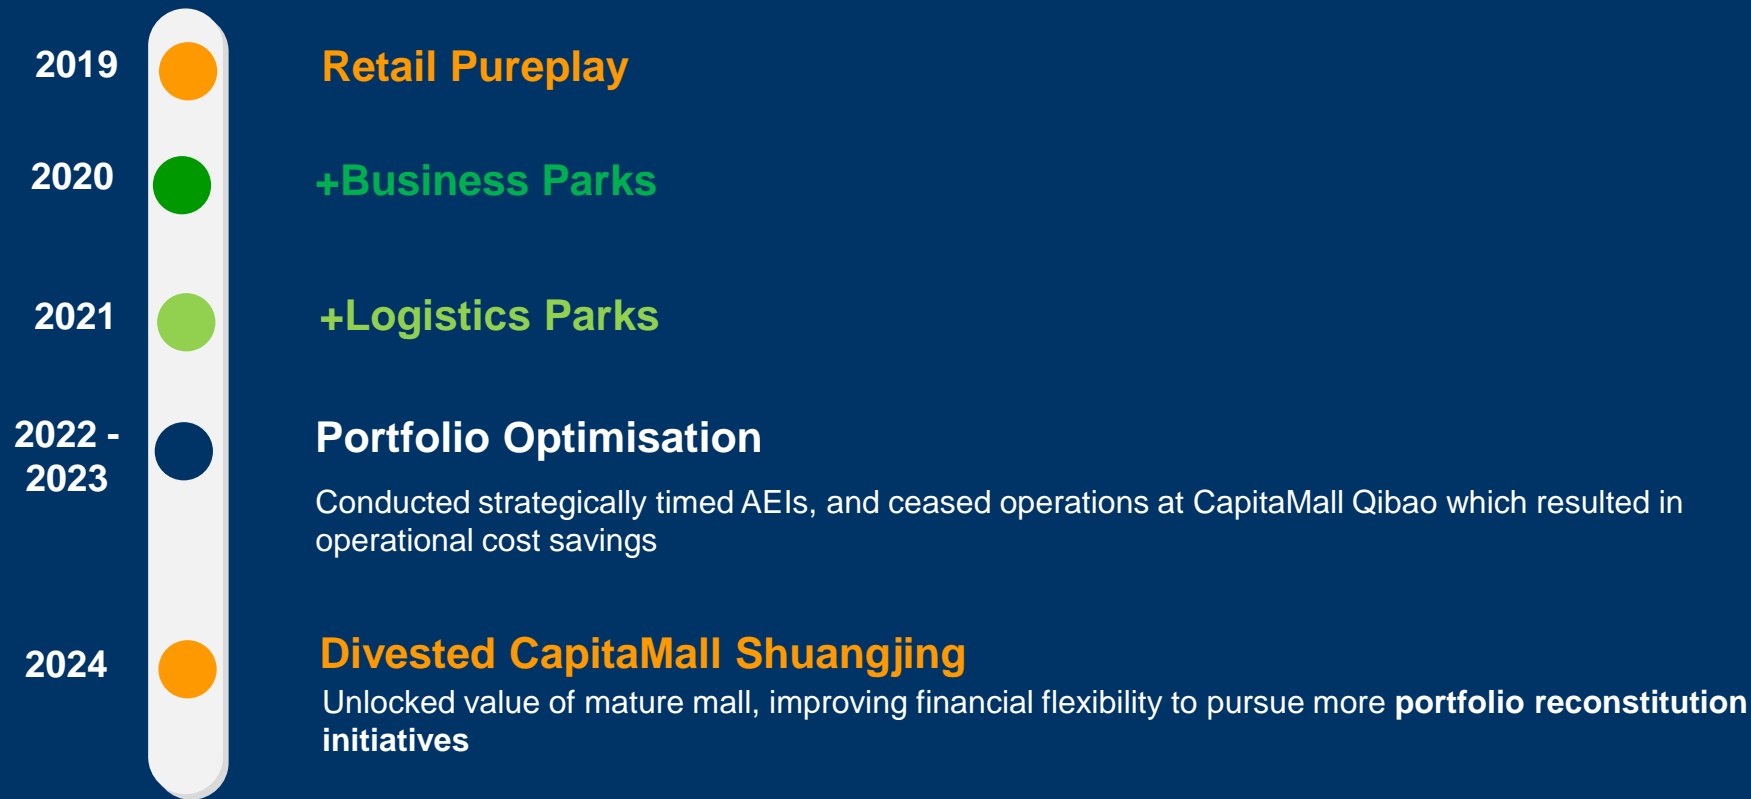 2019
Retail Pureplay
2020
+Business Parks
2021
+Logistics Parks
2022 -
2023
Portfolio Optimisation
Conducted strategically timed AEIs, and ceased operations at CapitaMall Qibao which resulted in
operational cost savings
2024
Divested CapitaMall Shuangjing
Unlocked value of mature mall, improving financial flexibility to pursue more portfolio reconstitution
initiatives